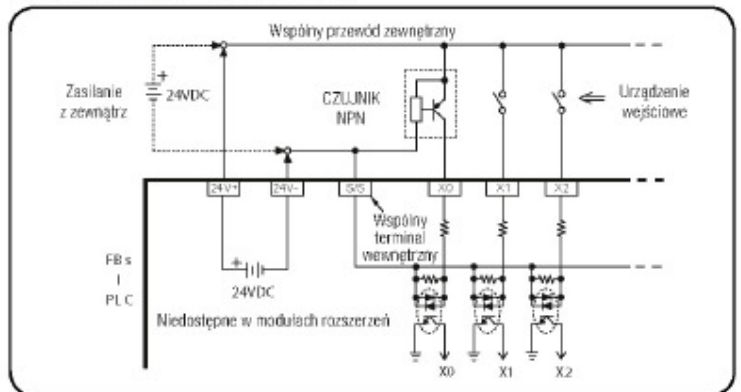 Wspólny przewód zewnętrzny
Zasilanie
z zewnątrz
+
24VDC
CZUJNIK
NPN
Urządzenie
wejściowe
24V+
24V-
S/S
X0
X1
X2
Wspólny
terminal
wewnętrzny
FBs
I
PLC
+
24VDC
Niedostępne w modułach rozszerzeń
X0
X1
X2